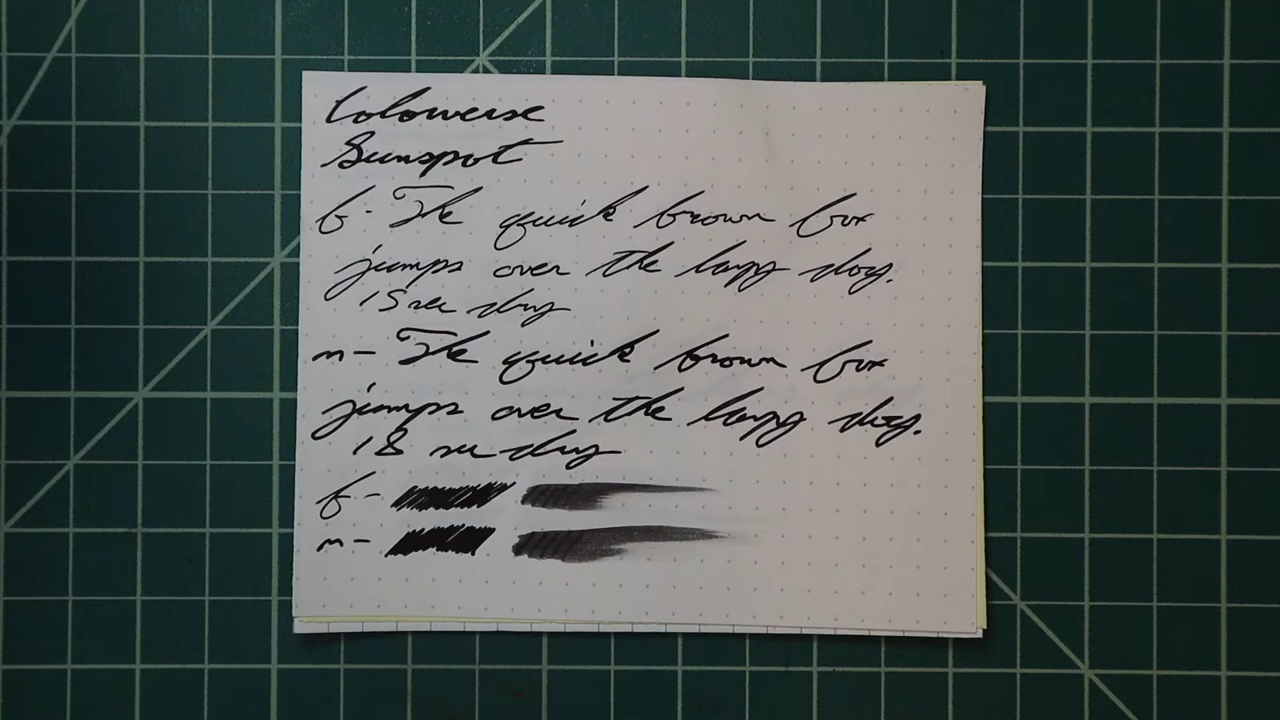 Colorverse
Sunspot
f- The quick brown fox
jumps over the lazy dog.
15 sec dry
m- The quick brown fox
jumps over the lazy dog.
18 sec dry
f-
m-